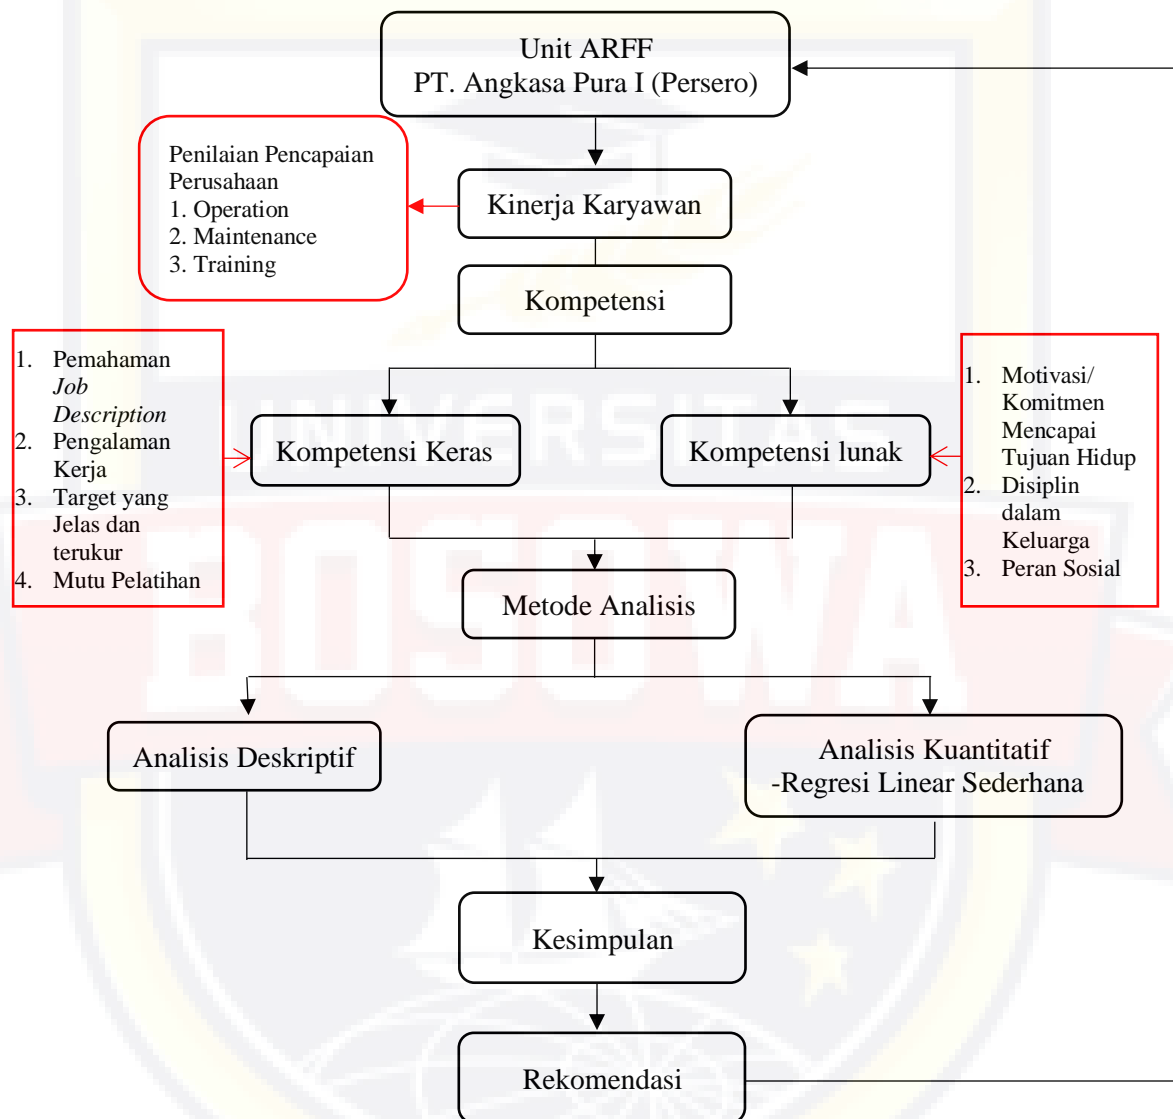 Unit ARFF
PT. Angkasa Pura I (Persero)
Penilaian Pencapaian
Perusahaan
1. Operation
2. Maintenance
3. Training
Kinerja Karyawan
Kompetensi
1. Pemahaman
Job
Description
2. Pengalaman
Kerja
3. Target yang
Jelas dan
terukur
4. Mutu Pelatihan
Kompetensi Keras
Kompetensi lunak
1. Motivasi/
Komitmen
Mencapai
Tujuan Hidup
2. Disiplin
dalam
Keluarga
3. Peran Sosial
UNIVERSITAS
BOSOWA
Metode Analisis
Analisis Deskriptif
Analisis Kuantitatif
-Regresi Linear Sederhana
Kesimpulan
Rekomendasi